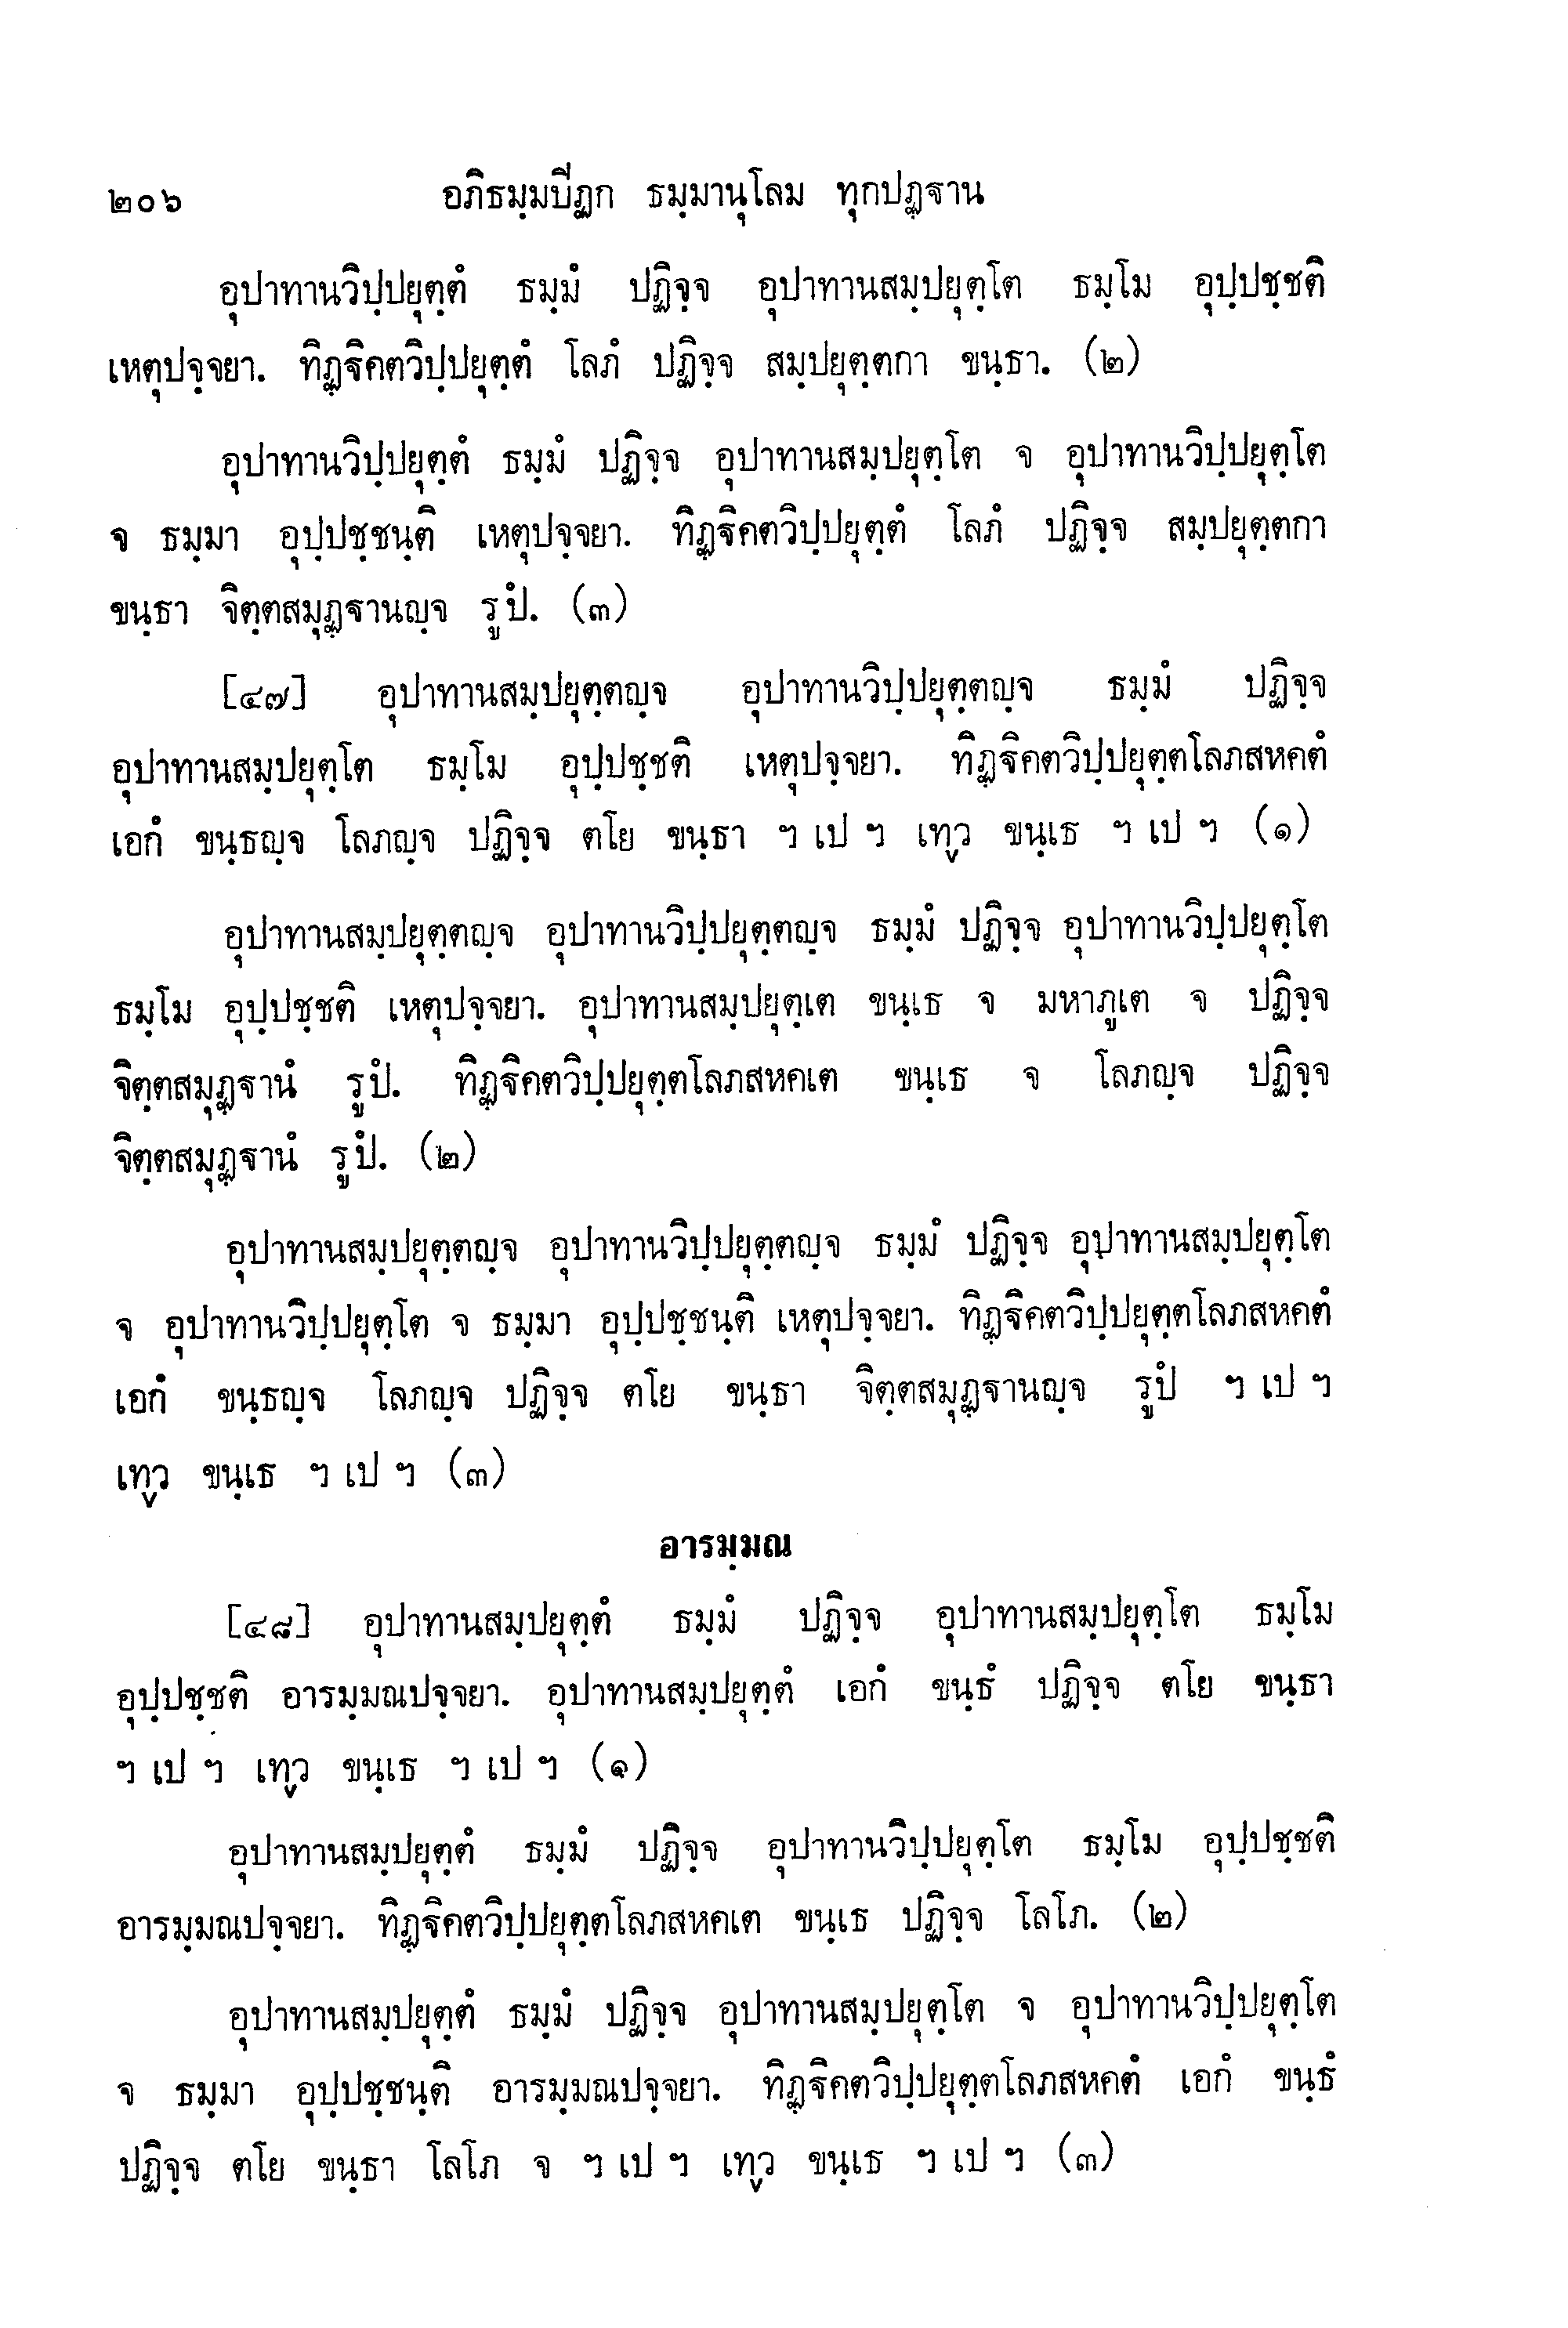 ๒๐๖ อภิธมฺมปีฏก ธมฺมานุโลม ทุกปฏฺฐาน
อุปาทานวิปฺปยุตฺตํ ธมฺมํ ปฏิจฺจ อุปาทานสมฺปยุตฺโต ธมฺโม อุปฺปชฺชติ
เหตุปจฺจยา. ทิฏฺฐิคตวิปฺปยุตฺตํ โลภํ ปฏิจฺจ สมฺปยุตฺตกา ขนฺธา. (๒)
อุปาทานวิปฺปยุตฺตํ ธมฺมํ ปฏิจฺจ อุปาทานสมฺปยุตฺโต จ อุปาทานวิปฺปยุตฺโต
จ ธมฺมา อุปฺปชฺชนฺติ เหตุปจฺจยา. ทิฏฺฐิคตวิปฺปยุตฺตํ โลภํ ปฏิจฺจ สมฺปยุตฺตกา
ขนฺธา จิตฺตสมุฏฺฐานญฺจ รูปํ. (๓)
[๔๗] อุปาทานสมฺปยุตฺตญฺจ อุปาทานวิปฺปยุตฺตญฺจ ธมฺมํ ปฏิจฺจ
อุปาทานสมฺปยุตฺโต ธมฺโม อุปฺปชฺชติ เหตุปจฺจยา. ทิฏฺฐิคตวิปฺปยุตฺตโลภสหคตํ
เอกํ ขนฺธญฺจ โลภญฺจ ปฏิจฺจ ตโย ขนฺธา ฯ เป ฯ เทฺว ขนฺเธ ฯ เป ฯ (๑)
อุปาทานสมฺปยุตฺตญฺจ อุปาทานวิปฺปยุตฺตญฺจ ธมฺมํ ปฏิจฺจ อุปาทานวิปฺปยุตฺโต
ธมฺโม อุปฺปชฺชติ เหตุปจฺจยา. อุปาทานสมฺปยุตฺเต ขนฺเธ จ มหาภูเต จ ปฏิจฺจ
จิตฺตสมุฏฺฐานํ รูปํ. ทิฏฺฐิคตวิปฺปยุตฺตโลภสหคเต ขนฺเธ จ โลภญฺจ ปฏิจฺจ
จิตฺตสมุฏฺฐานํ รูปํ. (๒)
อุปาทานสมฺปยุตฺตญฺจ อุปาทานวิปฺปยุตฺตญฺจ ธมฺมํ ปฏิจฺจ อุปาทานสมฺปยุตฺโต
จ อุปาทานวิปฺปยุตฺโต จ ธมฺมา อุปฺปชฺชนฺติ เหตุปจฺจยา. ทิฏฺฐิคตวิปฺปยุตฺตโลภสหคตํ
เอกํ ขนฺธญฺจ โลภญฺจ ปฏิจฺจ ตโย ขนฺธา จิตฺตสมุฏฺฐานญฺจ รูปํ ฯ เป ฯ
เทฺว ขนฺเธ ฯ เป ฯ (๓)
อารมฺมณ
[๔๘] อุปาทานสมฺปยุตฺตํ ธมฺมํ ปฏิจฺจ อุปาทานสมฺปยุตฺโต ธมฺโม
อุปฺปชฺชติ อารมฺมณปจฺจยา. อุปาทานสมฺปยุตฺตํ เอกํ ขนฺธํ ปฏิจฺจ ตโย ขนฺธา
ฯ เป ฯ เทฺว ขนฺเธ ฯ เป ฯ (๑)
อุปาทานสมฺปยุตฺตํ ธมฺมํ ปฏิจฺจ อุปาทานวิปฺปยุตฺโต ธมฺโม อุปฺปชฺชติ
อารมฺมณปจฺจยา. ทิฏฺฐิคตวิปฺปยุตฺตโลภสหคเต ขนฺเธ ปฏิจฺจ โลโภ. (๒)
อุปาทานสมฺปยุตฺตํ ธมฺมํ ปฏิจฺจ อุปาทานสมฺปยุตฺโต จ อุปาทานวิปฺปยุตฺโต
จ ธมฺมา อุปฺปชฺชนฺติ อารมฺมณปจฺจยา. ทิฏฺฐิคตวิปฺปยุตฺตโลภสหคตํ เอกํ ขนฺธํ
ปฏิจฺจ ตโย ขนฺธา โลโภ จ ฯ เป ฯ เทฺว ขนฺเธ ฯ เป ฯ (๓)